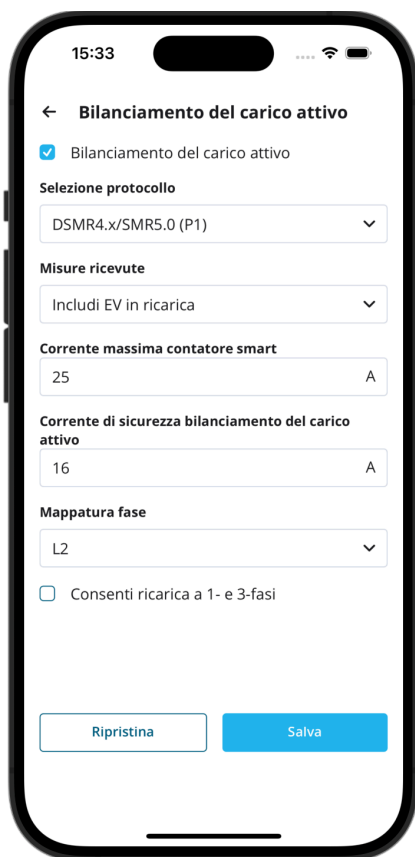 15:33
Bilanciamento del carico attivo
Bilanciamento del carico attivo
Selezione protocollo
DSMR4.x/SMR5.0 (P1)
Misure ricevute
Includi EV in ricarica
Corrente massima contatore smart
25 A
Corrente di sicurezza bilanciamento del carico
attivo
16 A
Mappatura fase
L2
Consenti ricarica a 1- e 3-fasi
Ripristina Salva